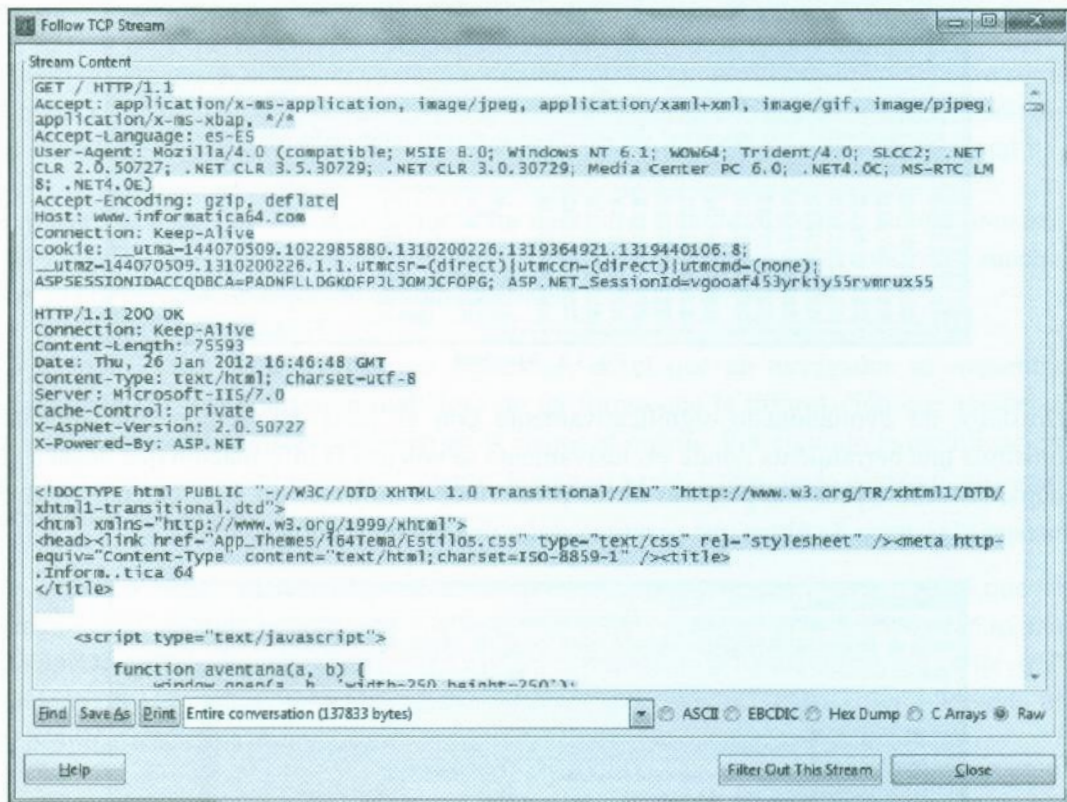 Follow TCP Stream
Stream Content
GET / HTTP/1.1
Accept: application/x-ms-application, image/jpeg, application/xaml+xml, image/gif, image/pjpeg,
application/x-ms-xbap, */*
Accept-Language: es-ES
User-Agent: Mozilla/4.0 (compatible; MSIE 8.0; Windows NT 6.1; WOW64; Trident/4.0; SLCC2; .NET
CLR 2.0.50727; .NET CLR 3.5.30729; .NET CLR 3.0.30729; Media Center PC 6.0; .NET4.0C; MS-RTC LM
8; .NET4.0E)
Accept-Encoding: gzip, deflate
Host: www.informatica64.com
Connection: Keep-Alive
Cookie: __utma=144070509.1022985880.1310200226.1319364921.1319440106.8;
__utmz=144070509.1310200226.1.1.utmcsr=(direct)|utmccn=(direct)|utmcmd=(none);
ASP.NET_SessionId=vgooaf453yrkiy55rvmrux55
HTTP/1.1 200 OK
Connection: Keep-Alive
Content-Length: 75593
Date: Thu, 26 Jan 2012 16:46:48 GMT
Content-Type: text/html; charset=utf-8
Server: Microsoft-IIS/7.0
Cache-Control: private
X-AspNet-Version: 2.0.50727
X-Powered-By: ASP.NET
<!DOCTYPE html PUBLIC "-//W3C//DTD XHTML 1.0 Transitional//EN" "http://www.w3.org/TR/xhtml1/DTD/
xhtml1-transitional.dtd">
<html xmlns="http://www.w3.org/1999/xhtml">
<head><link href="App_Themes/i64Tema/Estilos.css" type="text/css" rel="stylesheet" /><meta http-
equiv="Content-Type" content="text/html;charset=ISO-8859-1" /><title>
.Inform..tica 64
</title>
<script type="text/javascript">
function aventana(a, b) {
window.open(a, b, 'width=250,height=250');
Find Save As Print Entire conversation (137833 bytes) ASCII EBCDIC Hex Dump C Arrays Raw
Help Filter Out This Stream Close